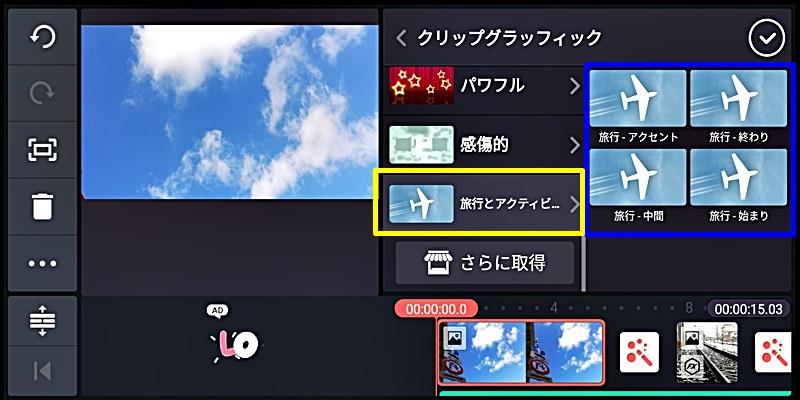 クリップグラッフィック
パワフル
感傷的
旅行とアクティビ...
さらに取得
旅行 - アクセント
旅行 - 終わり
旅行 - 中間
旅行 - 始まり
AD
LO
00:00:00.0
4
8
00:00:15.03